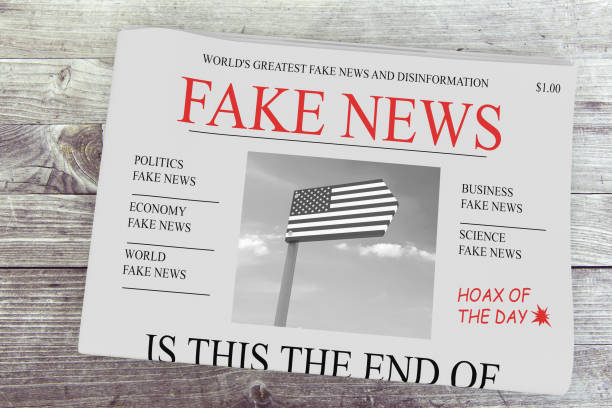 WORLD'S GREATEST FAKE NEWS AND DISINFORMATION
$1.00
FAKE NEWS
POLITICS
FAKE NEWS
ECONOMY
FAKE NEWS
WORLD
FAKE NEWS
BUSINESS
FAKE NEWS
SCIENCE
FAKE NEWS
HOAX OF
THE DAY
IS THIS THE END OF